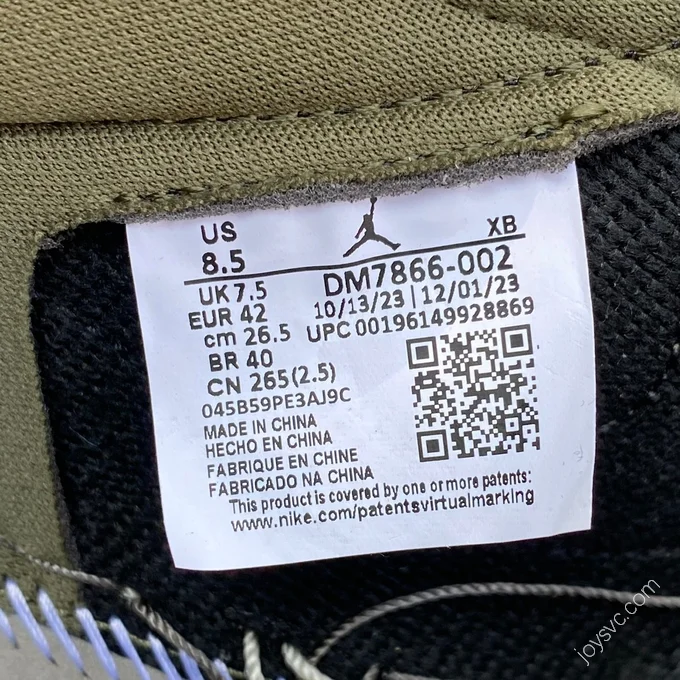 US
8.5
XB
DM7866-002
UK 7.5
10/13/23 | 12/01/23
EUR 42
UPC 00196149928869
cm 26.5
BR 40
CN 265(2.5)
045B59PE3AJ9C
MADE IN CHINA
HECHO EN CHINA
FABRIQUE EN CHINE
FABRICADO NA CHINA
This product is covered by one or more patents:
www.nike.com/patentsvirtualmarking
joysvc.com